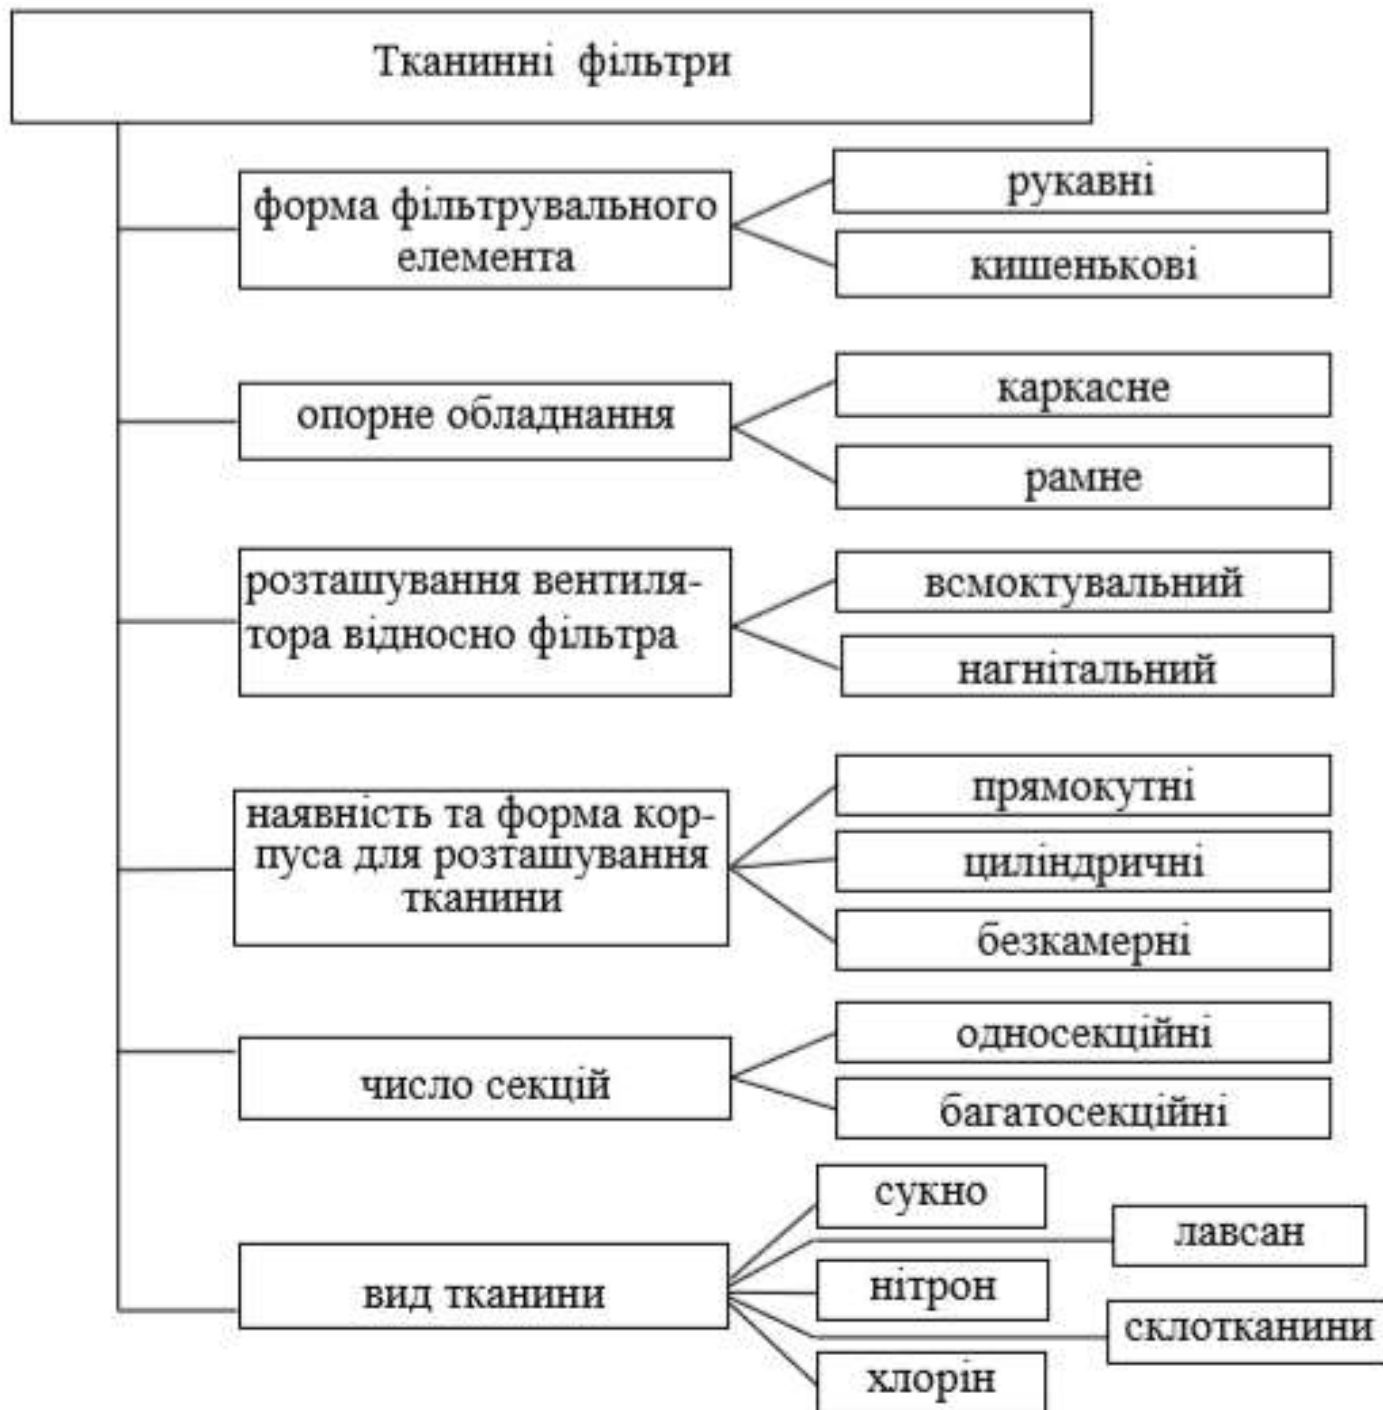 Тканинні фільтри
форма фільтрувального
елемента
рукавні
кишенькові
опорне обладнання
каркасне
рамне
розташування вентиля-
тора відносно фільтра
всмоктувальний
нагнітальний
наявність та форма кор-
пуса для розташування
тканини
прямокутні
циліндричні
безкамерні
число секцій
односекційні
багатосекційні
вид тканини
сукно
лавсан
нітрон
склотканини
хлорін